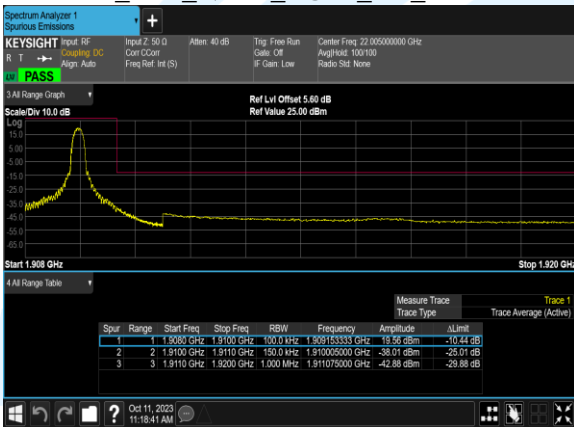 Spectrum Analyzer 1
Spurious Emissions
+
KEYSIGHT Input: RF Input Z: 50 Ω Atten: 40 dB Trig: Free Run Center Freq: 22.005000000 GHz
R T Coupling: DC Corr CCorr Gate: Off Avg|Hold: 100/100
Align: Auto Freq Ref: Int (S) IF Gain: Low Radio Std: None
PASS
3 All Range Graph
Ref Lvl Offset 5.60 dB
Scale/Div 10.0 dB Ref Value 25.00 dBm
Log
15.0
5.00
-5.00
-15.0
-25.0
-35.0
-45.0
-55.0
-65.0
Start 1.908 GHz Stop 1.920 GHz
4 All Range Table
Measure Trace Trace 1
Trace Type Trace Average (Active)
Spur Range Start Freq Stop Freq RBW Frequency Amplitude ΔLimit
1 1 1.9080 GHz 1.9100 GHz 100.0 kHz 1.909153333 GHz 19.56 dBm -10.44 dB
2 2 1.9100 GHz 1.9110 GHz 150.0 kHz 1.910005000 GHz -38.01 dBm -25.01 dB
3 3 1.9110 GHz 1.9200 GHz 1.000 MHz 1.911075000 GHz -42.88 dBm -29.88 dB
? Oct 11, 2023
11:18:41 AM